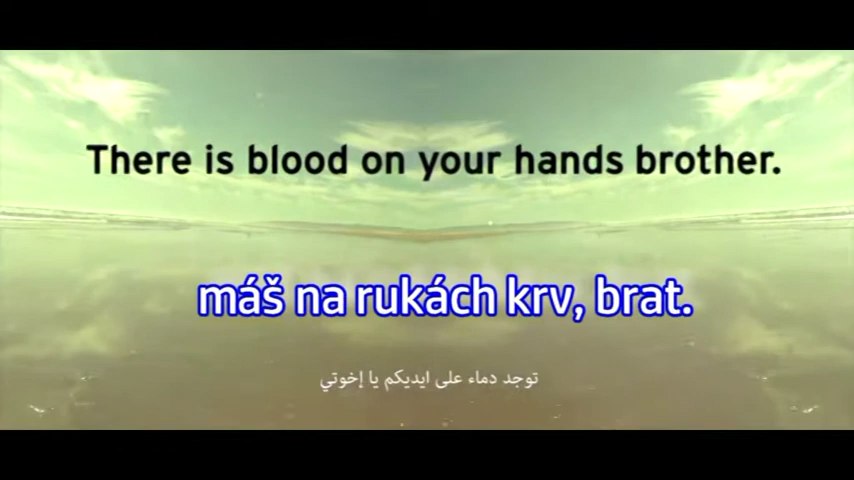 There is blood on your hands brother.
máš na rukách krv, brat.
توجد دماء على ايديكم يا إخوتي